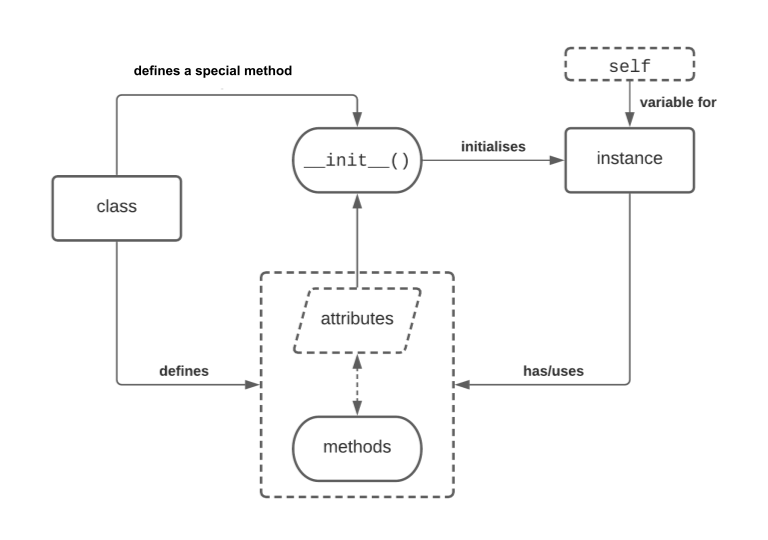 defines a special method
self
variable for
__init__()
initialises
instance
class
attributes
defines
has/uses
methods